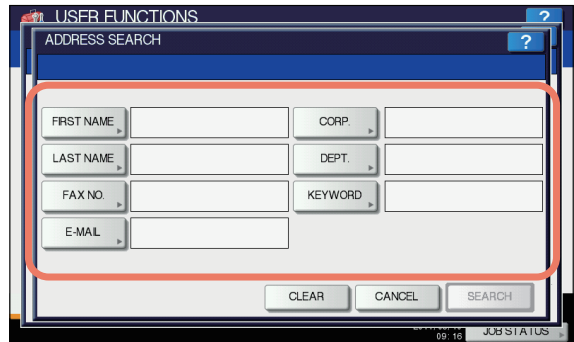 USER FUNCTIONS ?
ADDRESS SEARCH ?
FIRST NAME CORP.
LAST NAME DEPT.
FAX NO. KEYWORD
E-MAIL
CLEAR CANCEL SEARCH
09:16 JOB STATUS